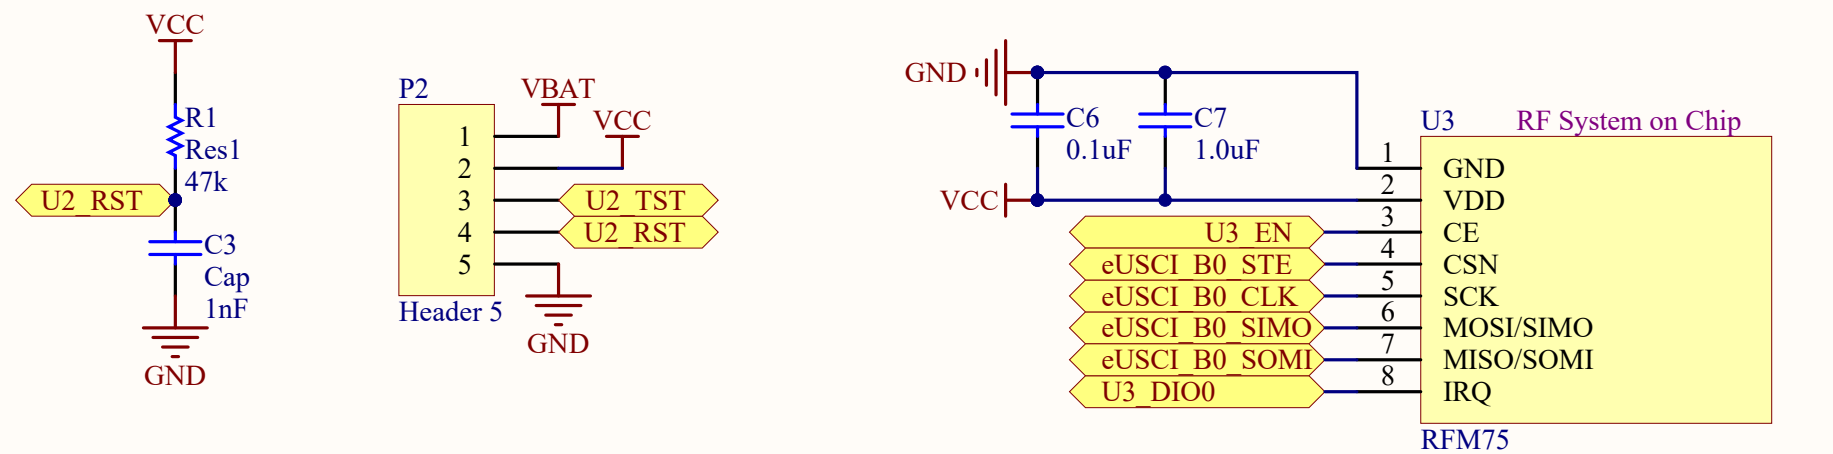 VCC
R1
Res1
47k
U2_RST
C3
Cap
1nF
GND
P2
VBAT
VCC
1
2
3 U2_TST
4 U2_RST
5
Header 5
GND
GND
C6
0.1uF
C7
1.0uF
VCC
U3 RF System on Chip
1 GND
2 VDD
U3_EN 3 CE
eUSCI_B0_STE 4 CSN
eUSCI_B0_CLK 5 SCK
eUSCI_B0_SIMO 6 MOSI/SIMO
eUSCI_B0_SOMI 7 MISO/SOMI
U3_DIO0 8 IRQ
RFM75